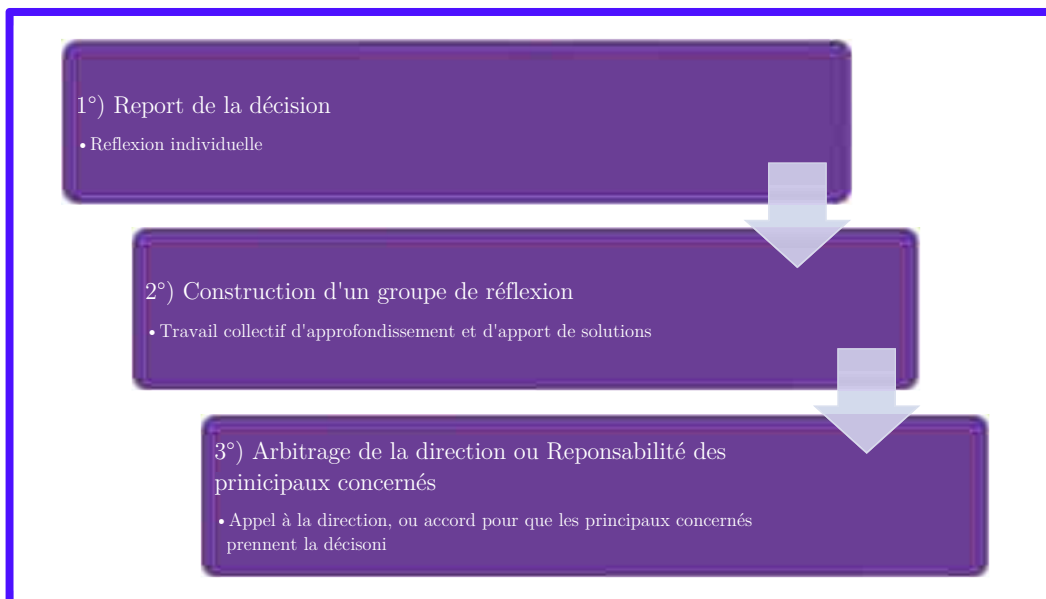 1°) Report de la décision
• Reflexion individuelle
2°) Construction d'un groupe de réflexion
• Travail collectif d'approfondissement et d'apport de solutions
3°) Arbitrage de la direction ou Reponsabilité des
prinicipaux concernés
• Appel à la direction, ou accord pour que les principaux concernés
prennent la décisoni